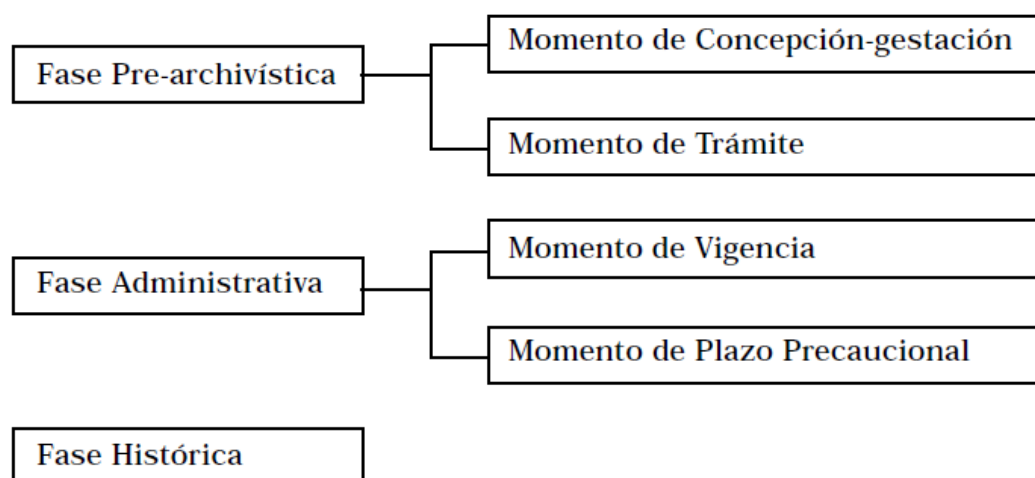 Fase Pre-archivística
Momento de Concepción-gestación
Momento de Trámite
Fase Administrativa
Momento de Vigencia
Momento de Plazo Precaucional
Fase Histórica